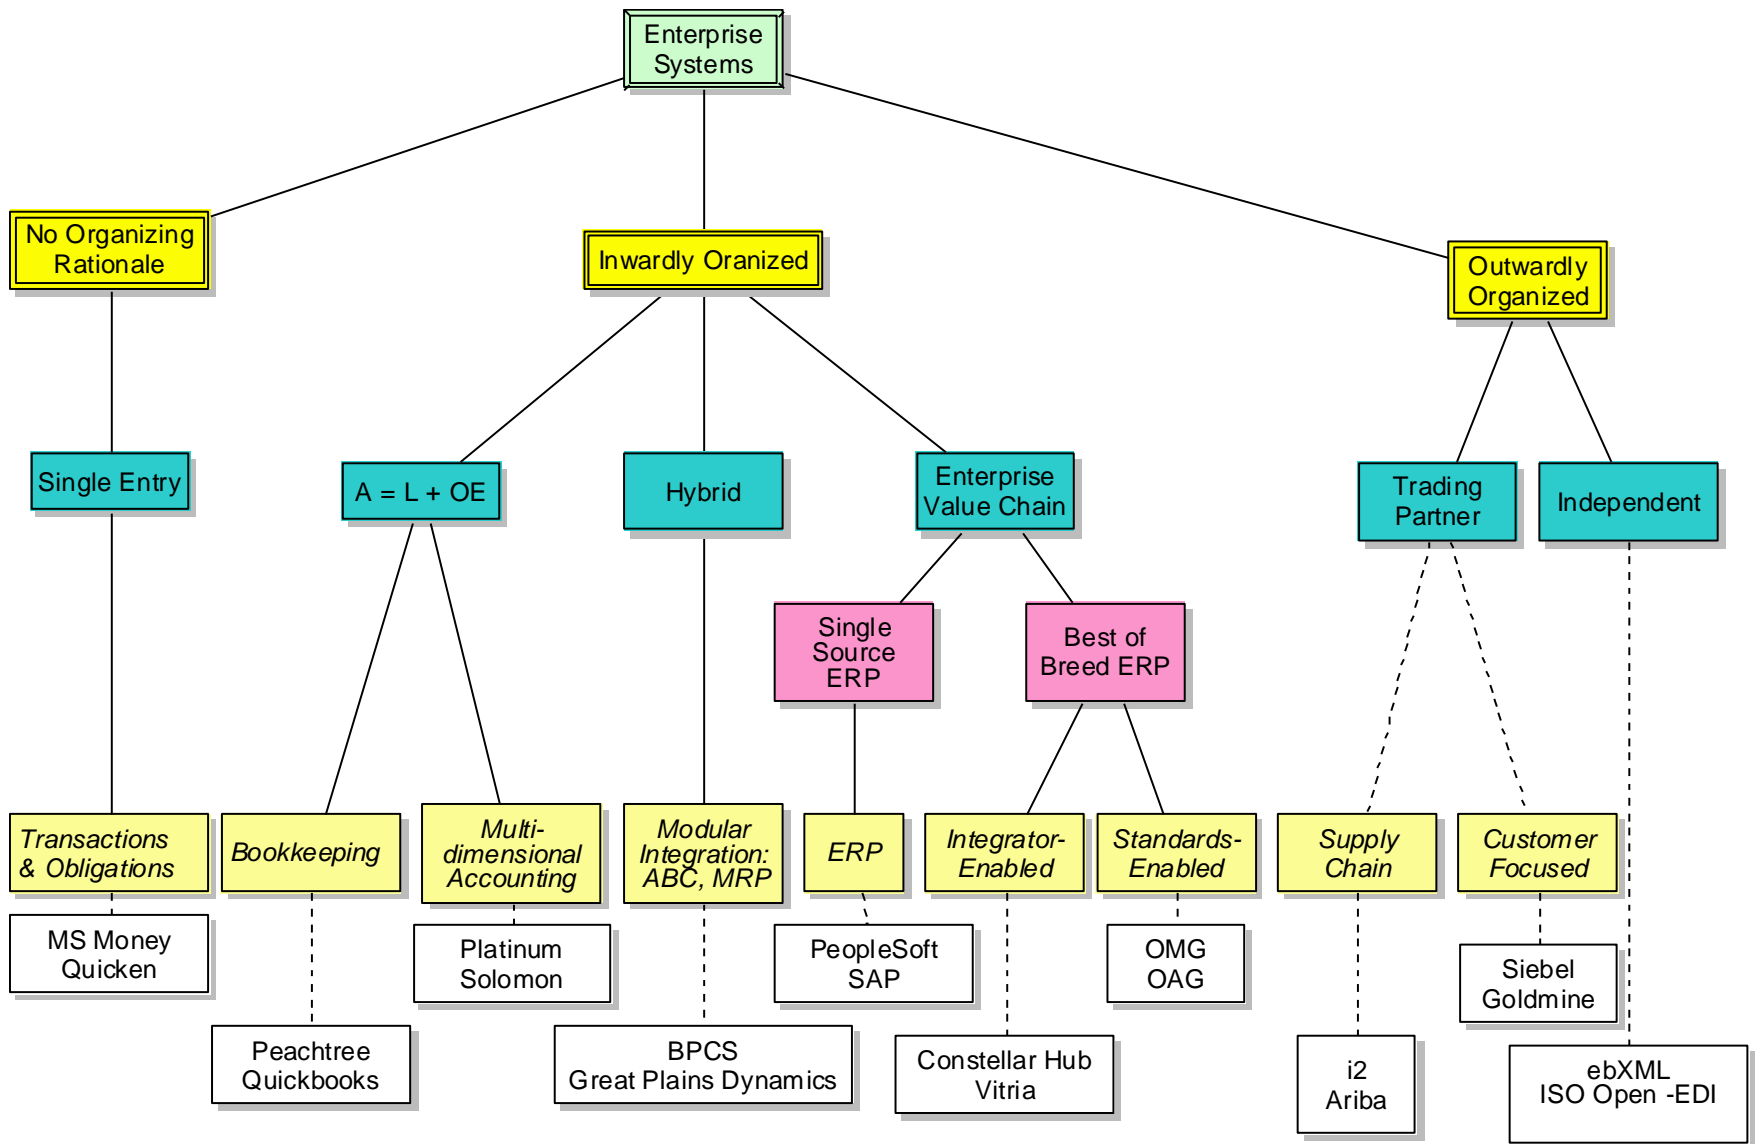 Enterprise
Systems
No Organizing
Rationale
Inwardly Oranized
Outwardly
Organized
Single Entry
A = L + OE
Hybrid
Enterprise
Value Chain
Trading
Partner
Independent
Single
Source
ERP
Best of
Breed ERP
Transactions
& Obligations
Bookkeeping
Multi-
dimensional
Accounting
Modular
Integration:
ABC, MRP
ERP
Integrator-
Enabled
Standards-
Enabled
Supply
Chain
Customer
Focused
MS Money
Quicken
Platinum
Solomon
PeopleSoft
SAP
OMG
OAG
Siebel
Goldmine
Peachtree
Quickbooks
BPCS
Great Plains Dynamics
Constellar Hub
Vitria
i2
Ariba
ebXML
ISO Open -EDI